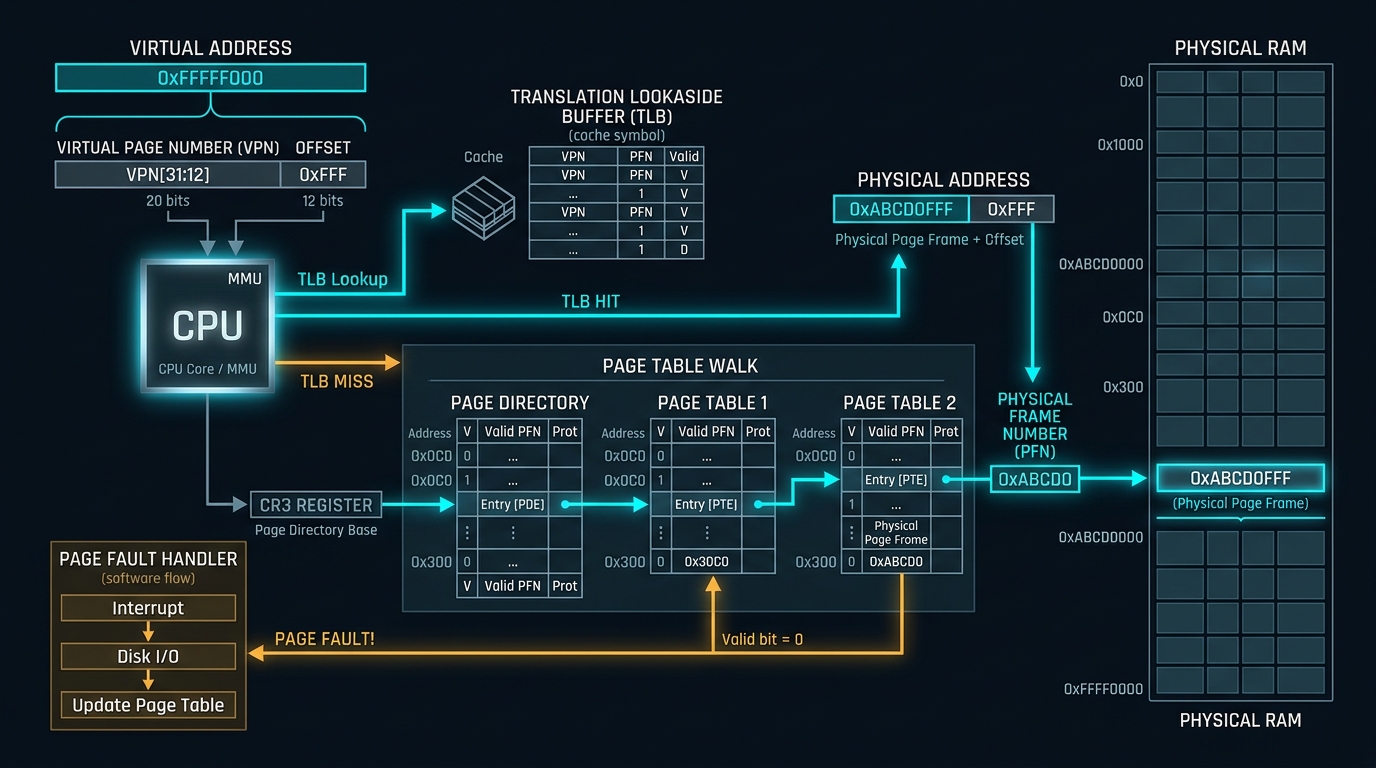 VIRTUAL ADDRESS
0xFFFFF000
VIRTUAL PAGE NUMBER (VPN) OFFSET
VPN[31:12] 0xFFF
20 bits 12 bits
MMU
CPU
CPU Core / MMU
TLB Lookup
TLB HIT
TLB MISS
TRANSLATION LOOKASIDE
BUFFER (TLB)
(cache symbol)
Cache
VPN PFN Valid
VPN PFN V
... 1 V
VPN PFN V
... 1 V
... 1 D
PHYSICAL ADDRESS
0xABCD0FFF 0xFFF
Physical Page Frame + Offset
PAGE TABLE WALK
PAGE DIRECTORY
Address V Valid PFN Prot
0x0CD 0 ...
0x0C0 1
Entry [PDE]
⋮ ⋮
0x300 0 ...
V Valid PFN Prot
PAGE TABLE 1
Address V Valid PFN Prot
0x0C0 0 ...
0x0C0 1 ...
Entry [PTE]
⋮ ⋮
0x300 0 0x30C0
PAGE TABLE 2
Address V Valid PFN Prot
0x0CD 0 ...
Entry [PTE]
1 ...
⋮ Physical
Page Frome
0x300 0 0xABCD0
CR3 REGISTER
Page Directory Base
PHYSICAL
FRAME
NUMBER
(PFN)
0xABCD0
PAGE FAULT HANDLER
(software flow)
Interrupt
Disk I/O
Update Page Table
PAGE FAULT!
Valid bit = 0
PHYSICAL RAM
0x0
0x1000
0xABCD0000
0x0C0
0x300
0xABCD0FFF
(Physical Page Frame)
0xABCD0000
0xFFFF0000
PHYSICAL RAM